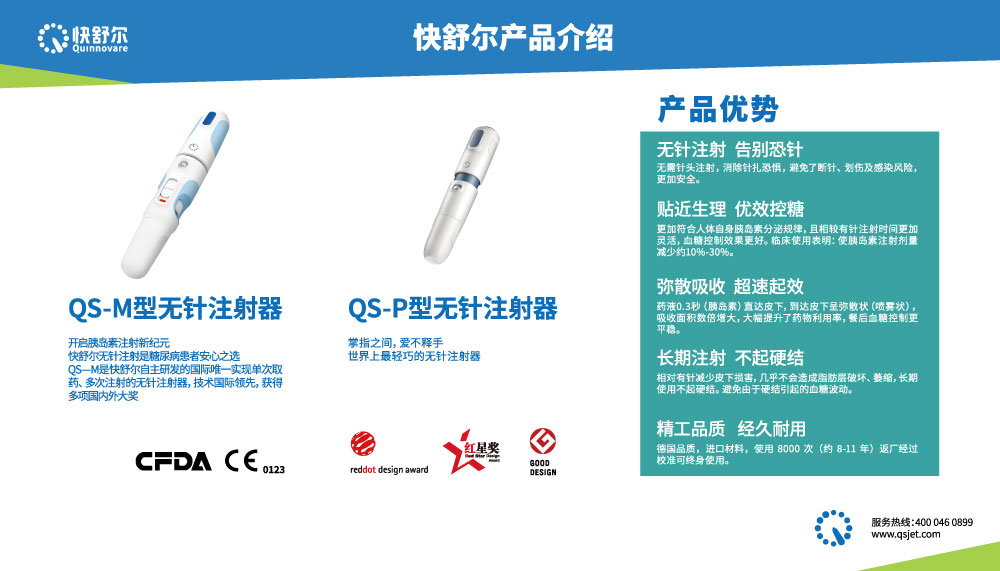 快舒尔
Quinnovare
快舒尔产品介绍
QS-M型无针注射器
开启胰岛素注射新纪元
快舒尔无针注射是糖尿病患者安心之选
QS—M是快舒尔自主研发的国际唯一实现单次取
药、多次注射的无针注射器，技术国际领先，获得
多项国内外大奖
CFDA CE 0123
QS-P型无针注射器
掌指之间，爱不释手
世界上最轻巧的无针注射器
reddot design award
红星奖
Red Star Design
Award
GOOD
DESIGN
产品优势
无针注射 告别恐针
无需针头注射，消除针扎恐惧，避免了断针、划伤及感染风险，
更加安全。
贴近生理 优效控糖
更加符合人体自身胰岛素分泌规律，且相较有针注射时间更加
灵活，血糖控制效果更好。临床使用表明：使胰岛素注射剂量
减少约10%-30%。
弥散吸收 超速起效
药液0.3秒（胰岛素）直达皮下，到达皮下呈弥散状（喷雾状），
吸收面积数倍增大，大幅提升了药物利用率，餐后血糖控制更
平稳。
长期注射 不起硬结
相对有针减少皮下损害，几乎不会造成脂肪层破坏、萎缩，长期
使用不起硬结。避免由于硬结引起的血糖波动。
精工品质 经久耐用
德国品质，进口材料，使用 8000 次（约 8-11 年）返厂经过
校准可终身使用。
服务热线：400 046 0899
www.qsjet.com